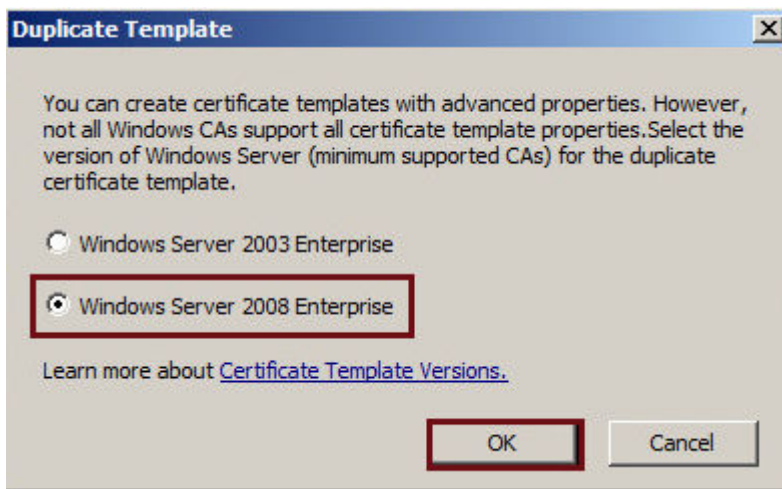 Duplicate Template
You can create certificate templates with advanced properties. However,
not all Windows CAs support all certificate template properties.Select the
version of Windows Server (minimum supported CAs) for the duplicate
certificate template.
Windows Server 2003 Enterprise
Windows Server 2008 Enterprise
Learn more about Certificate Template Versions.
OK Cancel